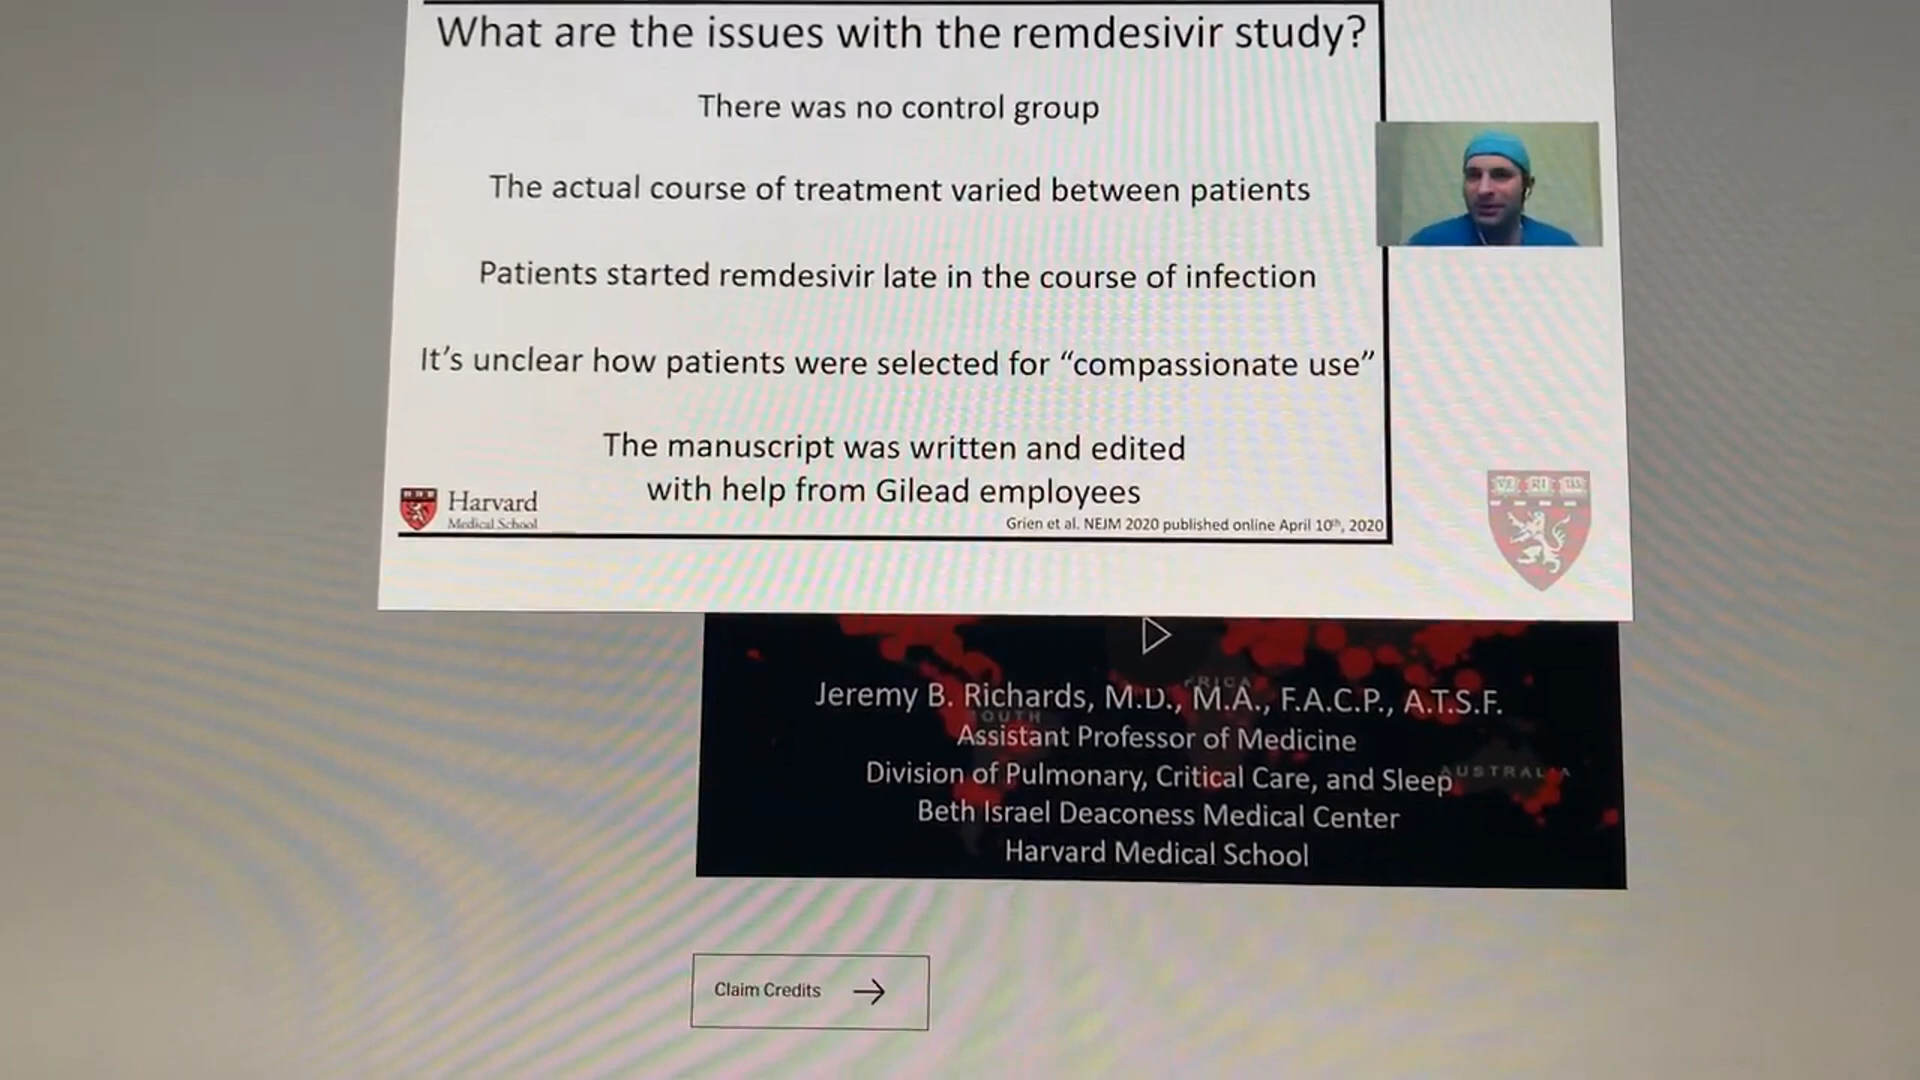 What are the issues with the remdesivir study?
There was no control group
The actual course of treatment varied between patients
Patients started remdesivir late in the course of infection
It's unclear how patients were selected for “compassionate use”
The manuscript was written and edited
with help from Gilead employees
Harvard
Medical School
Grien et al. NEJM 2020 published online April 10th, 2020
VE RI TAS
Jeremy B. Richards, M.D., M.A., F.A.C.P., A.T.S.F.
Assistant Professor of Medicine
Division of Pulmonary, Critical Care, and Sleep
AUSTRALIA
Beth Israel Deaconess Medical Center
Harvard Medical School
Claim Credits